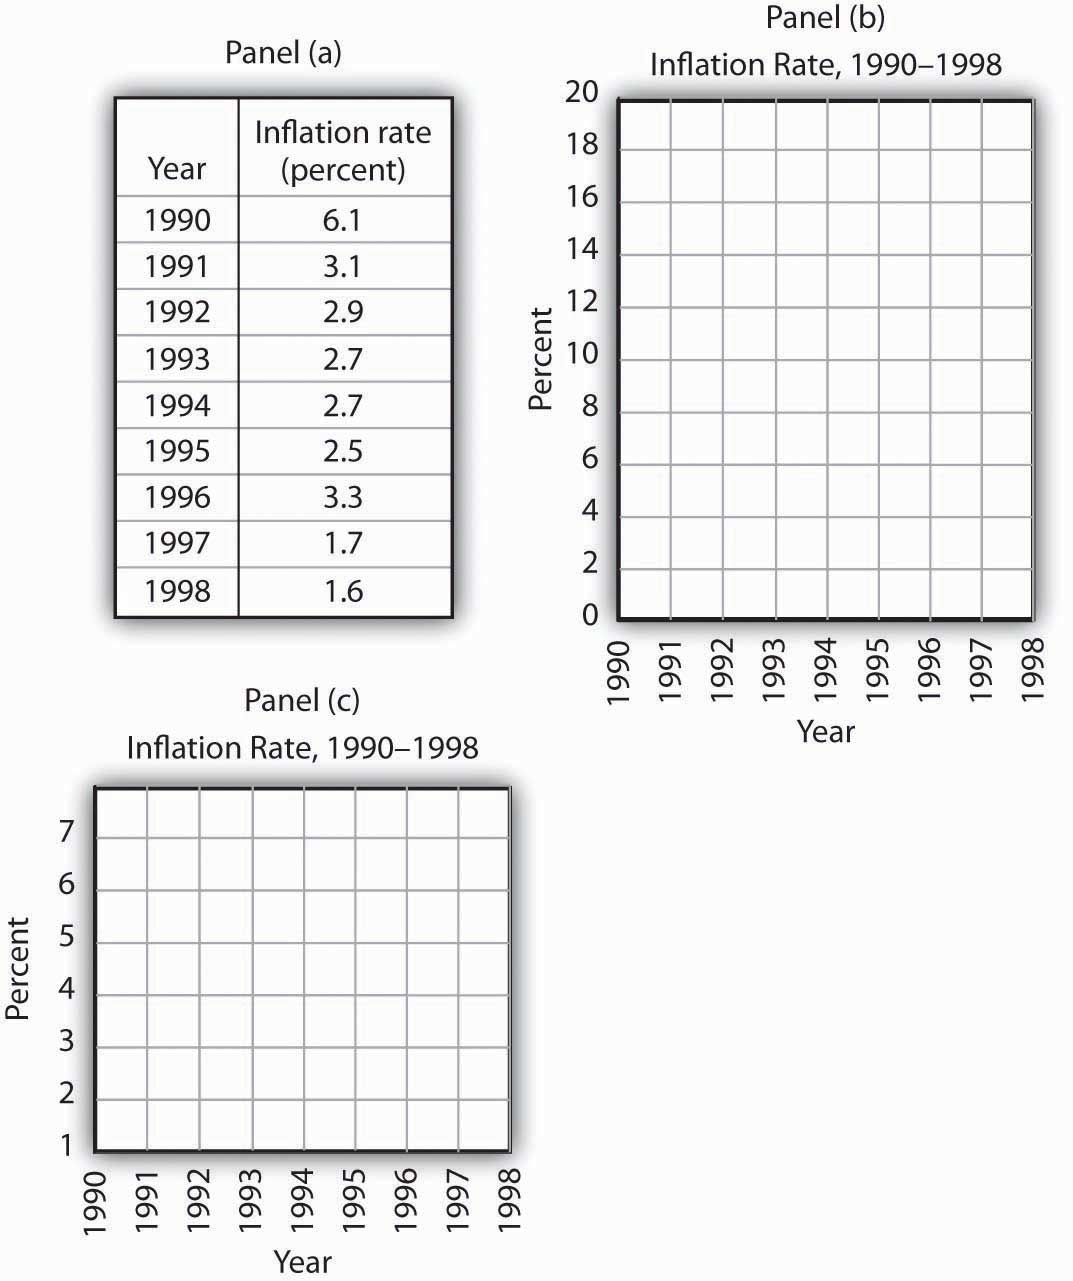 Panel (a)
Year Inflation rate (percent)
1990 6.1
1991 3.1
1992 2.9
1993 2.7
1994 2.7
1995 2.5
1996 3.3
1997 1.7
1998 1.6
Panel (b)
Inflation Rate, 1990–1998
20
18
16
14
12
10
8
6
4
2
0
Percent
1990 1991 1992 1993 1994 1995 1996 1997 1998
Year
Panel (c)
Inflation Rate, 1990–1998
7
6
5
4
3
2
1
Percent
1990 1991 1992 1993 1994 1995 1996 1997 1998
Year